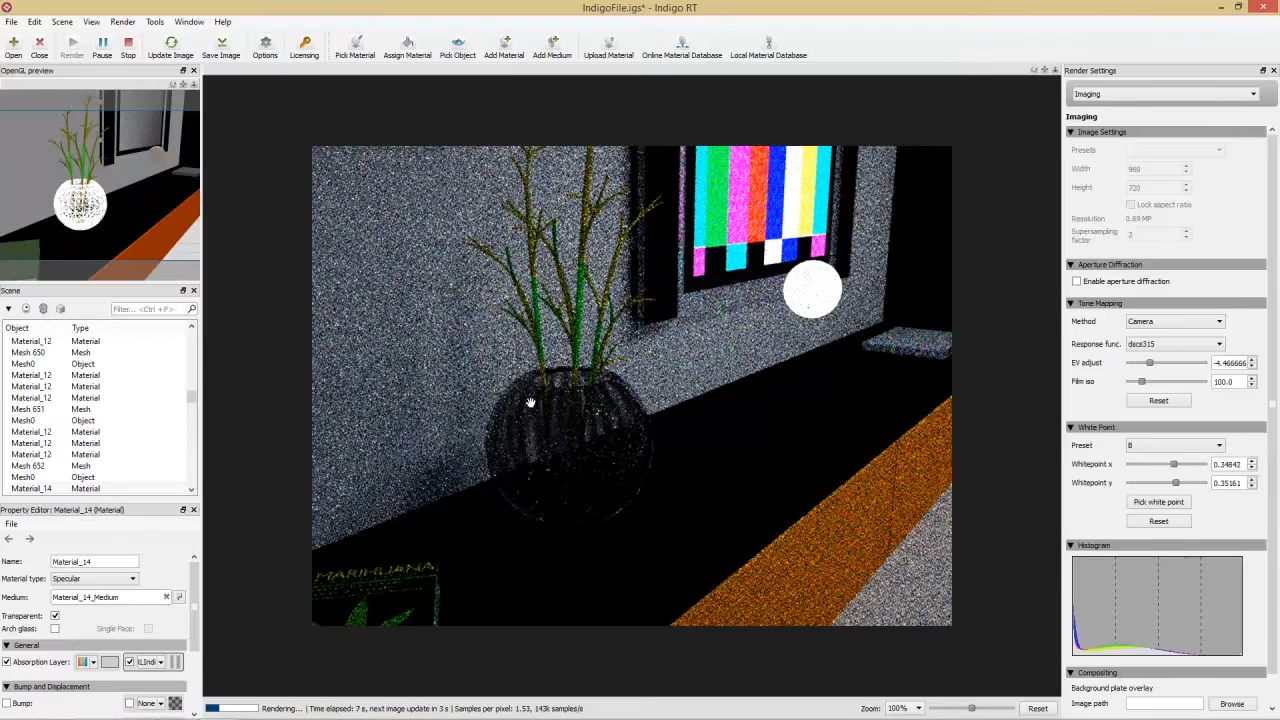 IndigoFile.igs* - Indigo RT
File Edit Scene View Render Tools Window Help
Open Close Render Pause Stop Update Image Save Image Options Licensing Pick Material Assign Material Pick Object Add Material Add Medium Upload Material Online Material Database Local Material Database
OpenGL preview
Scene
Filter... <Ctrl + F>
Object Type
Material_12 Material
Mesh 650 Mesh
Mesh0 Object
Material_12 Material
Material_12 Material
Material_12 Material
Mesh 651 Mesh
Mesh0 Object
Material_12 Material
Material_12 Material
Material_12 Material
Mesh 652 Mesh
Mesh0 Object
Material_14 Material
Property Editor: Material_14 (Material)
File
Name: Material_14
Material type: Specular
Medium: Material_14_Medium
Transparent:
Arch glass: Single Face:
General
Absorption Layer:
Bump and Displacement
Bump: None
MARIHUANA
Rendering... | Time elapsed: 7 s, next image update in 3 s | Samples per pixel: 1.53, 143k samples/s
Zoom: 100% Reset
Render Settings
Imaging
Imaging
Image Settings
Presets
Width 960
Height 720
Lock aspect ratio
Resolution 0.69 MP
Supersampling
factor 2
Aperture Diffraction
Enable aperture diffraction
Tone Mapping
Method Camera
Response func. dscs315
EV adjust -4.466666
Film iso 100.0
Reset
White Point
Preset B
Whitepoint x 0.34842
Whitepoint y 0.35161
Pick white point
Reset
Histogram
Compositing
Background plate overlay
Image path Browse